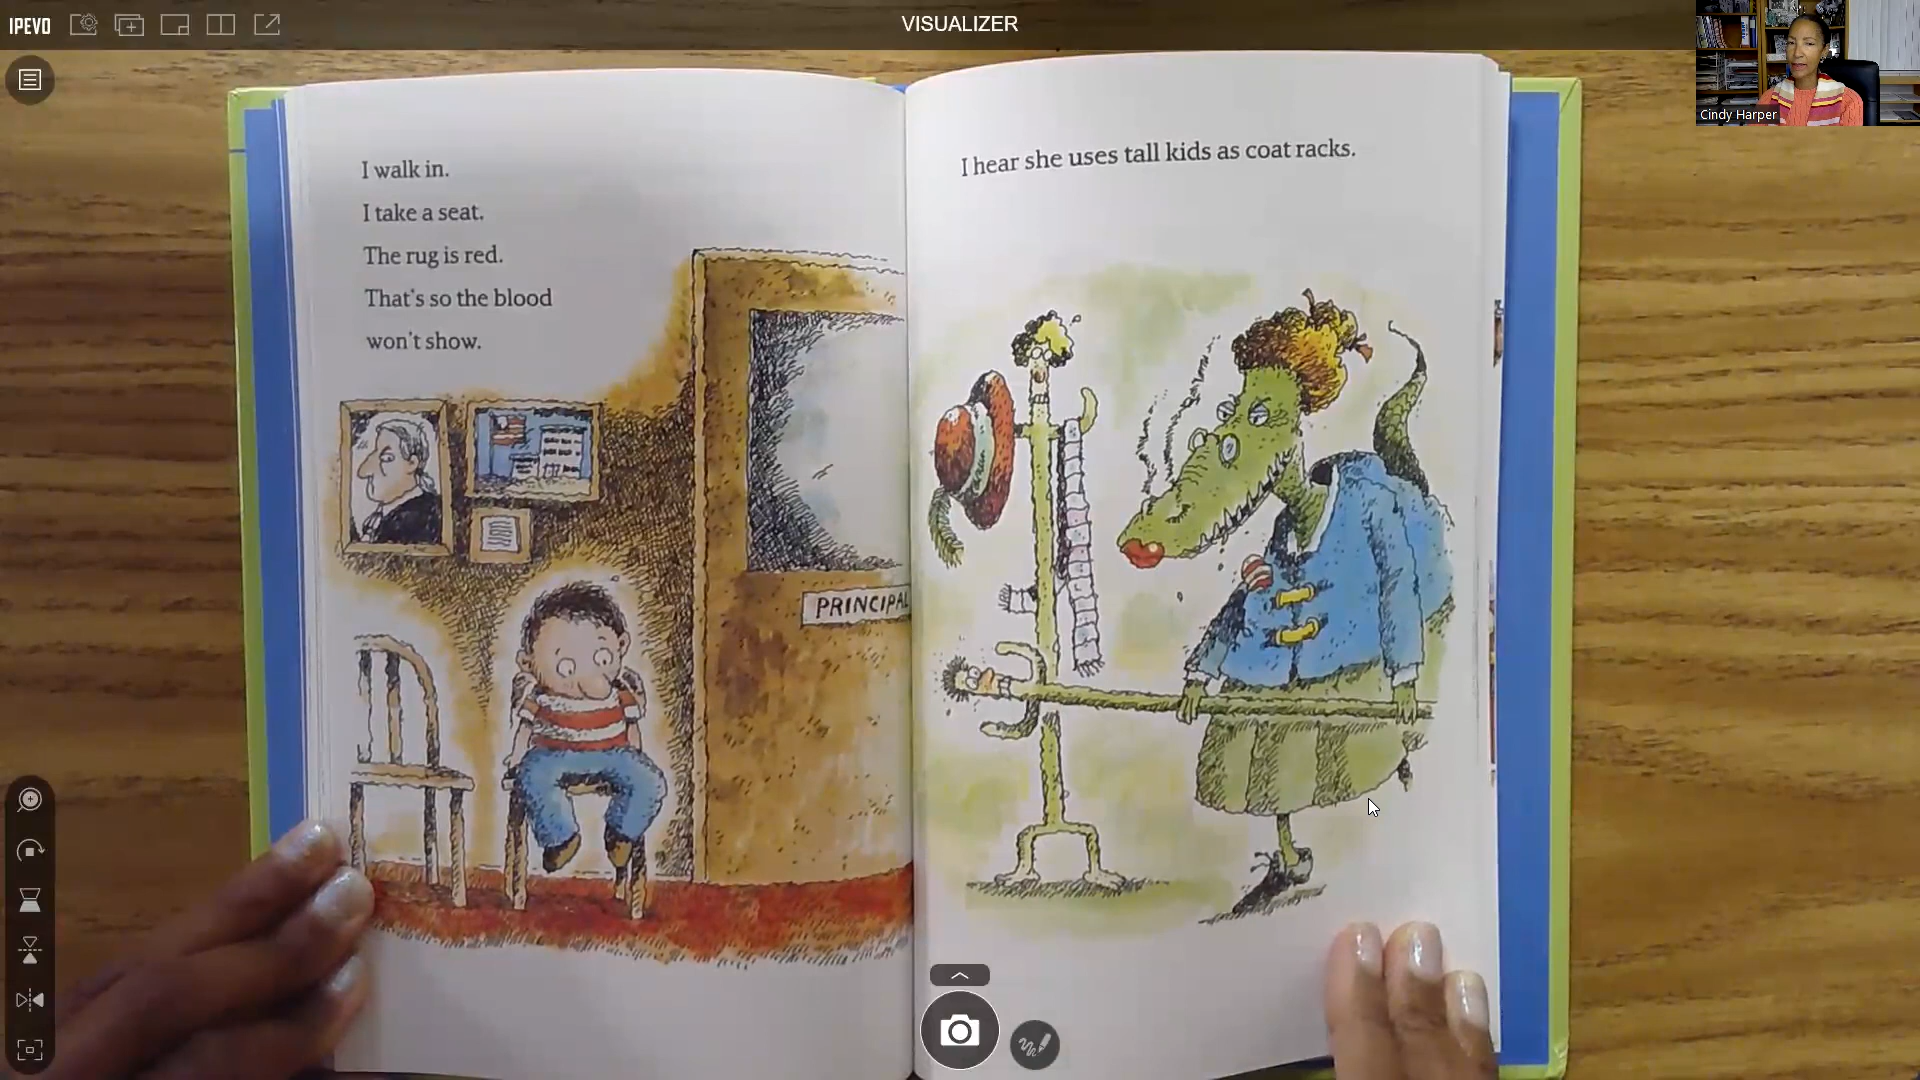 IPEVO
VISUALIZER
Cindy Harper
I walk in.
I take a seat.
The rug is red.
That's so the blood
won't show.
PRINCIPAL
I hear she uses tall kids as coat racks.